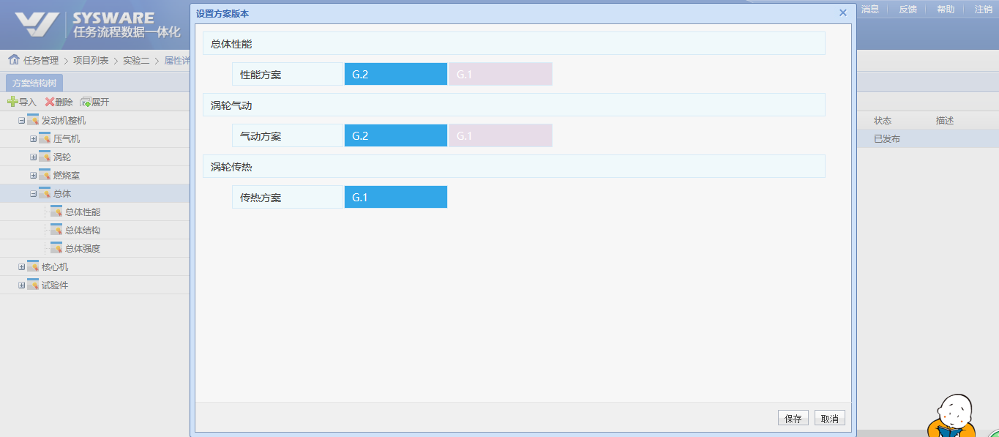 SYSWARE
任务流程数据一体化
消息 反馈 帮助 注销
任务管理 > 项目列表 > 实验二 > 属性详
方案结构树
导入 删除 展开
发动机整机
压气机
涡轮
燃烧室
总体
总体性能
总体结构
总体强度
核心机
试验件
设置方案版本
总体性能
性能方案 G.2 G.1
涡轮气动
气动方案 G.2 G.1
涡轮传热
传热方案 G.1
保存 取消
状态 描述
已发布